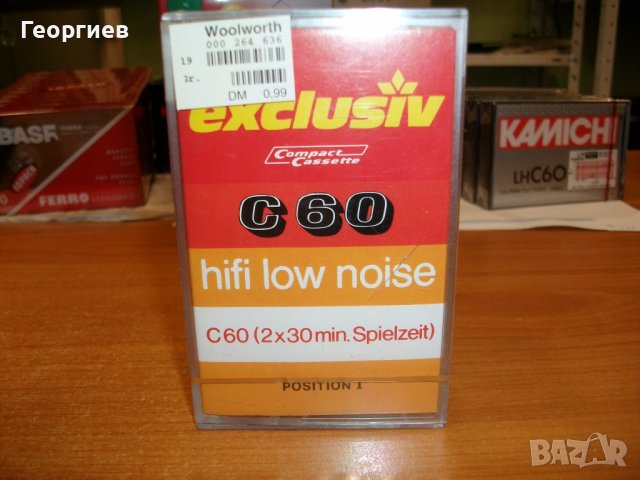 Георгиев
Woolworth
000 264 636
19
Gr.
DM 0,99
exclusiv
Compact
Cassette
C 60
hifi low noise
C60 (2x30 min. Spielzeit)
POSITION I
BASF
FERRO
KAMICHI
LHC60
BAZAR